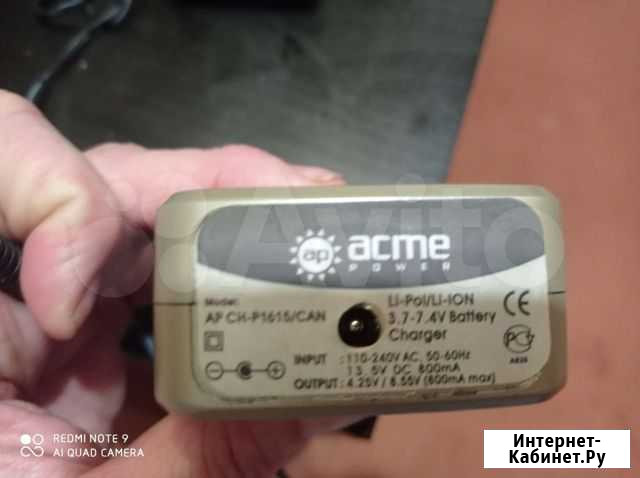 ap acme
POWER
Model:
AP CH-P1615/CAN
Li-Pol/Li-ION
3.7-7.4V Battery
Charger
CE
INPUT : 110-240V AC, 50-60Hz
13.5V DC 800mA
OUTPUT : 4.25V / 8.55V (600mA max)
Avito
REDMI NOTE 9
AI QUAD CAMERA
Интернет-
Кабинет.Ру